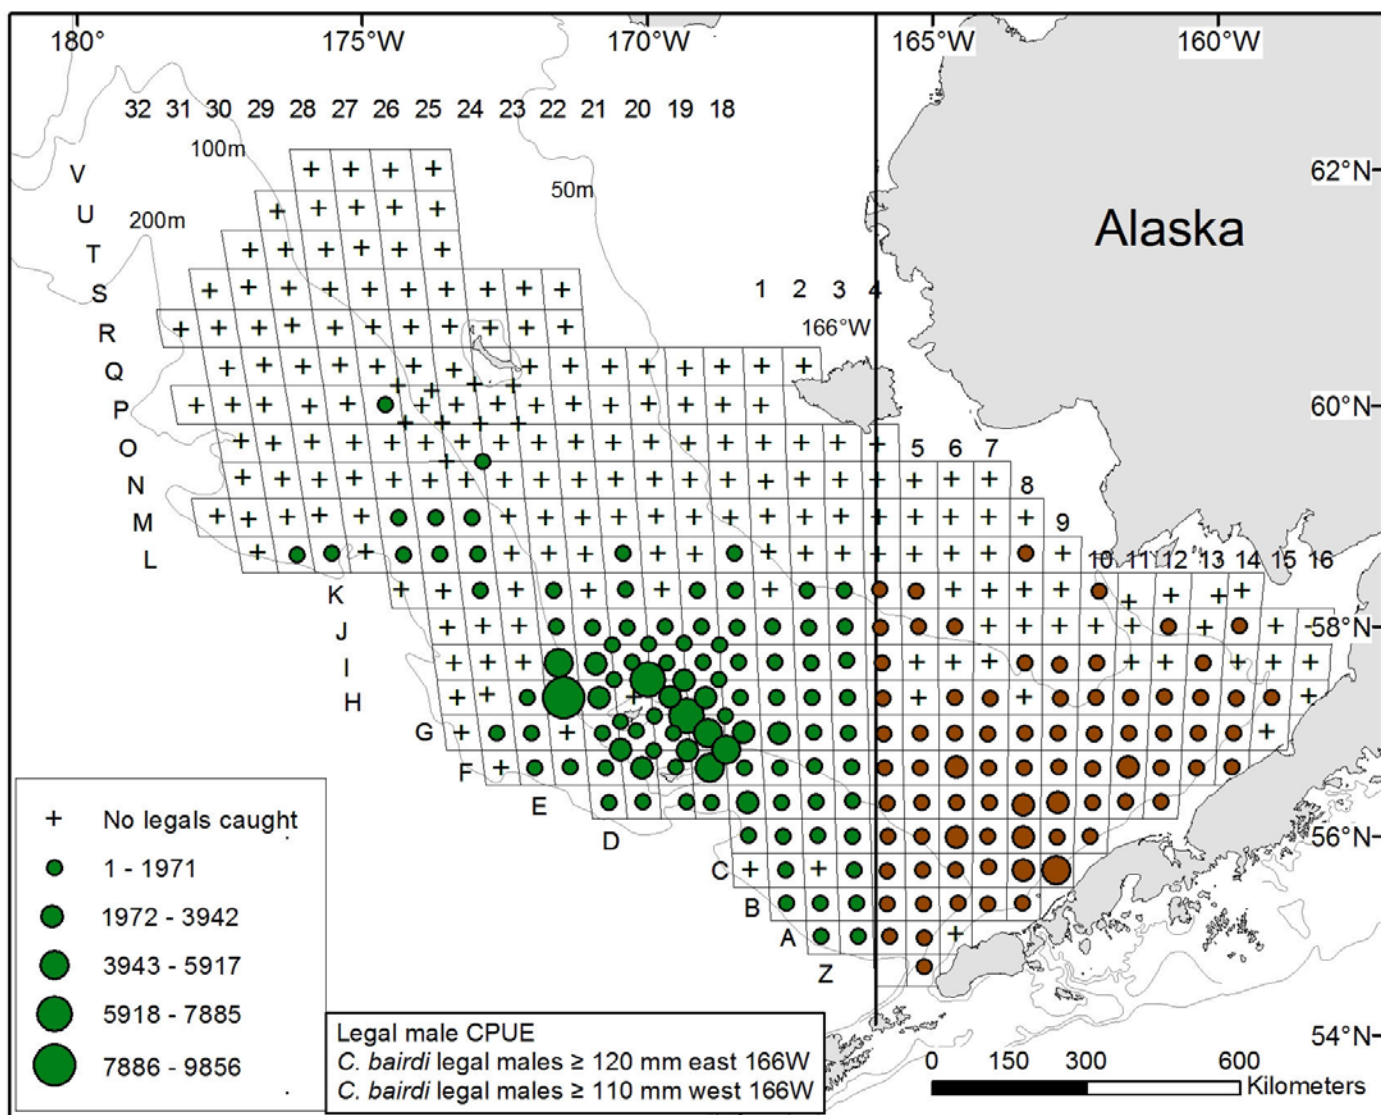 180° 175°W 170°W 165°W 160°W
32 31 30 29 28 27 26 25 24 23 22 21 20 19 18
100m
50m
200m
62°N
V
U
T
S
R
Q
P
O
N
M
L
Alaska
1 2 3 4
166°W
60°N
5 6 7
8
9
10 11 12 13 14 15 16
K
J
I
H
G
F
E
D
C
B
A
Z
58°N
56°N
54°N
No legals caught
1 - 1971
1972 - 3942
3943 - 5917
5918 - 7885
7886 - 9856
Legal male CPUE
C. bairdi legal males ≥ 120 mm east 166W
C. bairdi legal males ≥ 110 mm west 166W
0 150 300 600
Kilometers